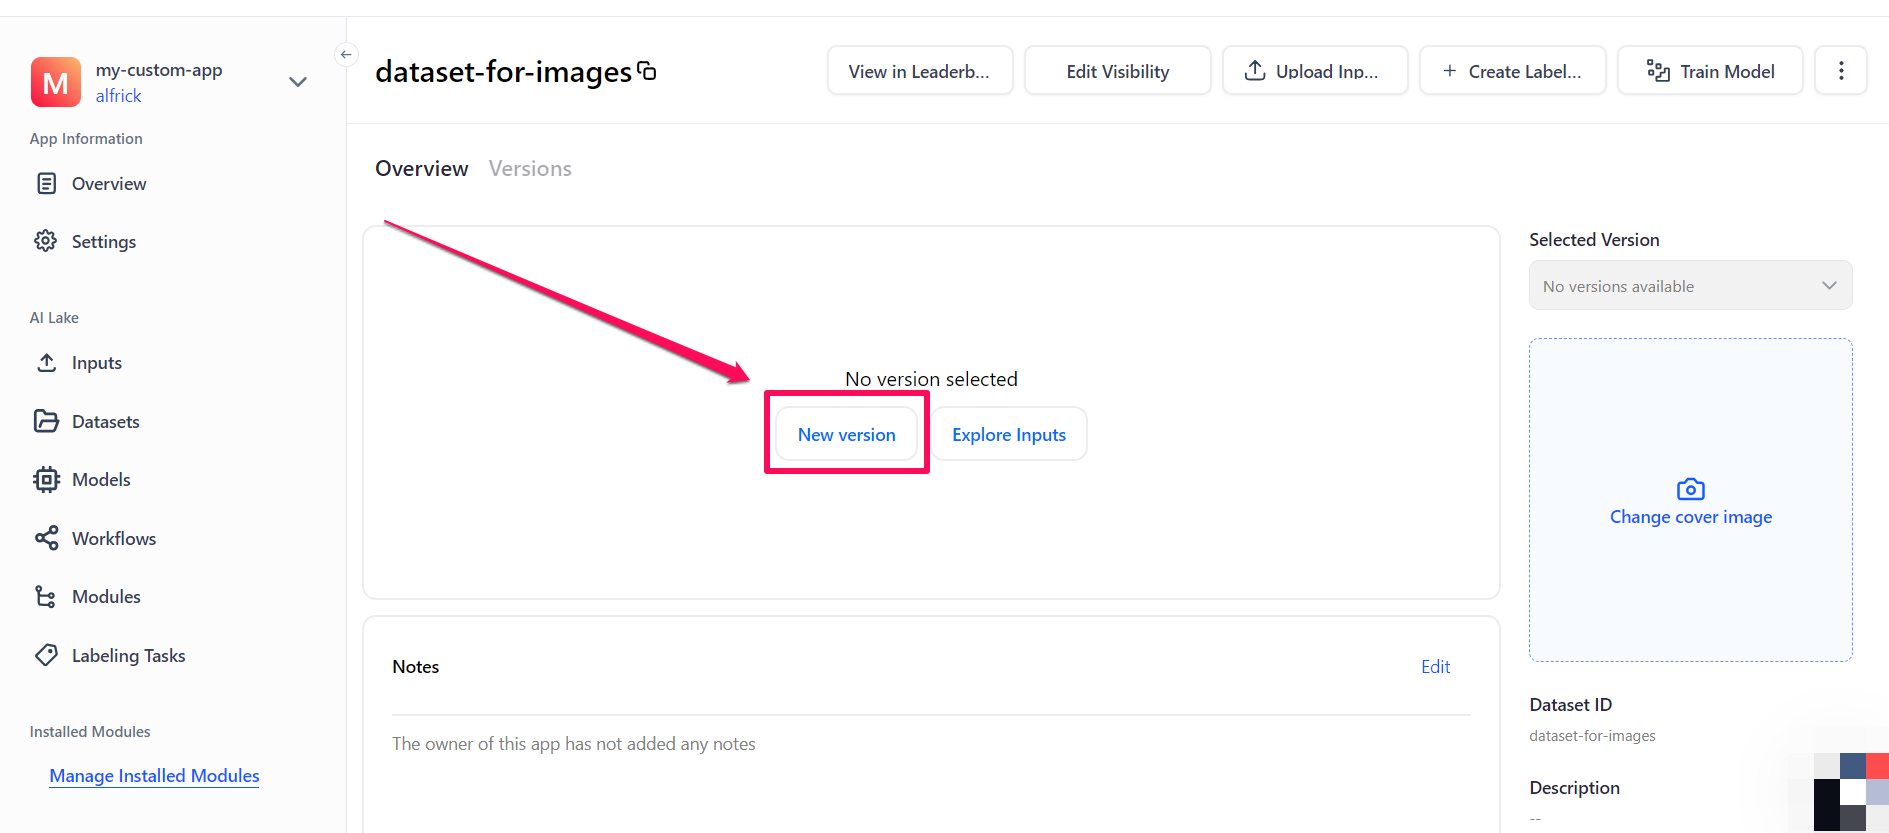 M
my-custom-app
alfrick
App Information
Overview
Settings
AI Lake
Inputs
Datasets
Models
Workflows
Modules
Labeling Tasks
Installed Modules
Manage Installed Modules
dataset-for-images
View in Leaderb...
Edit Visibility
Upload Inp...
Create Label...
Train Model
Overview
Versions
No version selected
New version
Explore Inputs
Notes
Edit
The owner of this app has not added any notes
Selected Version
No versions available
Change cover image
Dataset ID
dataset-for-images
Description
--